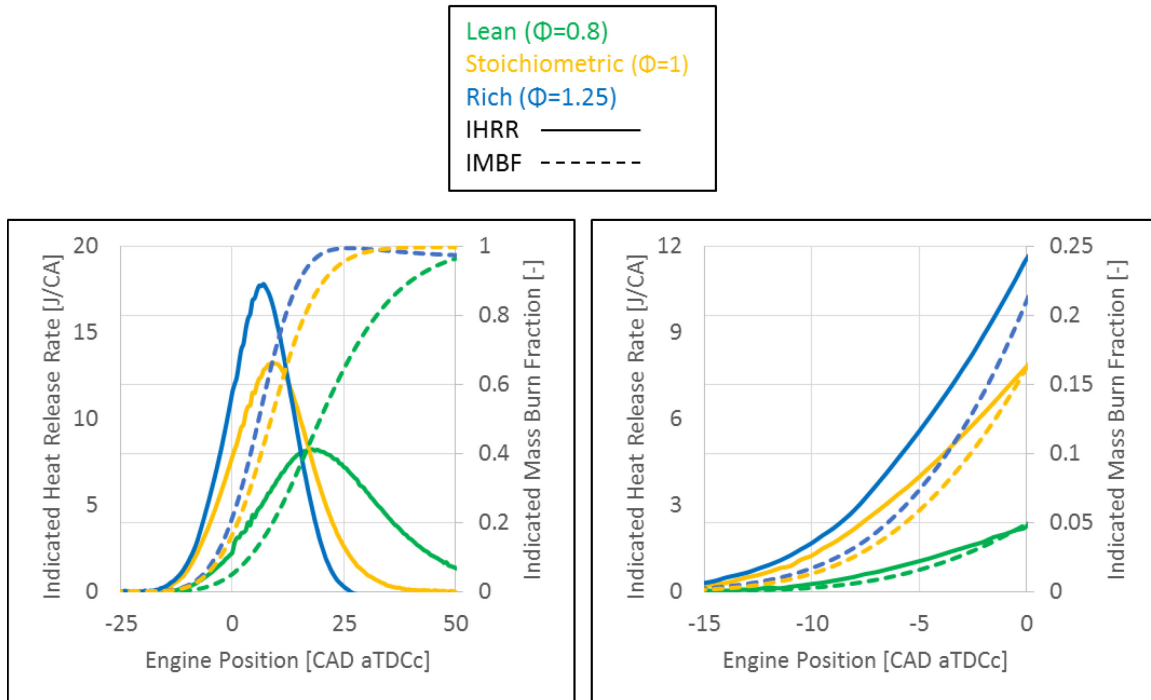 Lean (Φ=0.8)
Stoichiometric (Φ=1)
Rich (Φ=1.25)
IHRR
IMBF
Indicated Heat Release Rate [J/CA]
20
15
10
5
0
-25
0
25
50
1
0.8
0.6
0.4
0.2
0
Indicated Mass Burn Fraction [-]
Engine Position [CAD aTDCc]
Indicated Heat Release Rate [J/CA]
12
9
6
3
0
-15
-10
-5
0
0.25
0.2
0.15
0.1
0.05
0
Indicated Mass Burn Fraction [-]
Engine Position [CAD aTDCc]